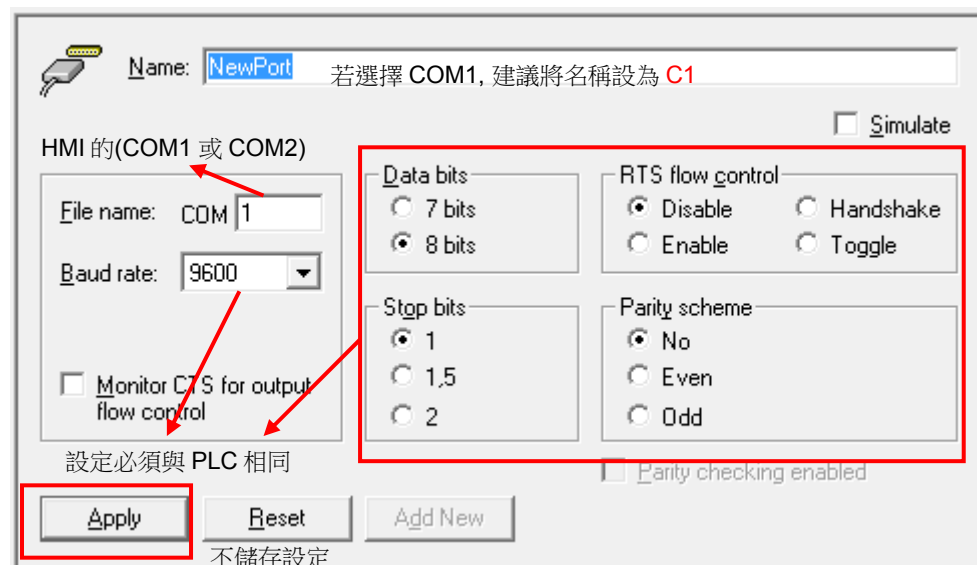 Name: NewPort 若選擇 COM1, 建議將名稱設為 C1
Simulate
HMI 的(COM1 或 COM2)
File name: COM 1
Baud rate: 9600
Monitor CTS for output
flow control
Data bits
7 bits
8 bits
RTS flow control
Disable Handshake
Enable Toggle
Stop bits
1
1,5
2
Parity scheme
No
Even
Odd
設定必須與 PLC 相同
Parity checking enabled
Apply Reset Add New
不儲存設定